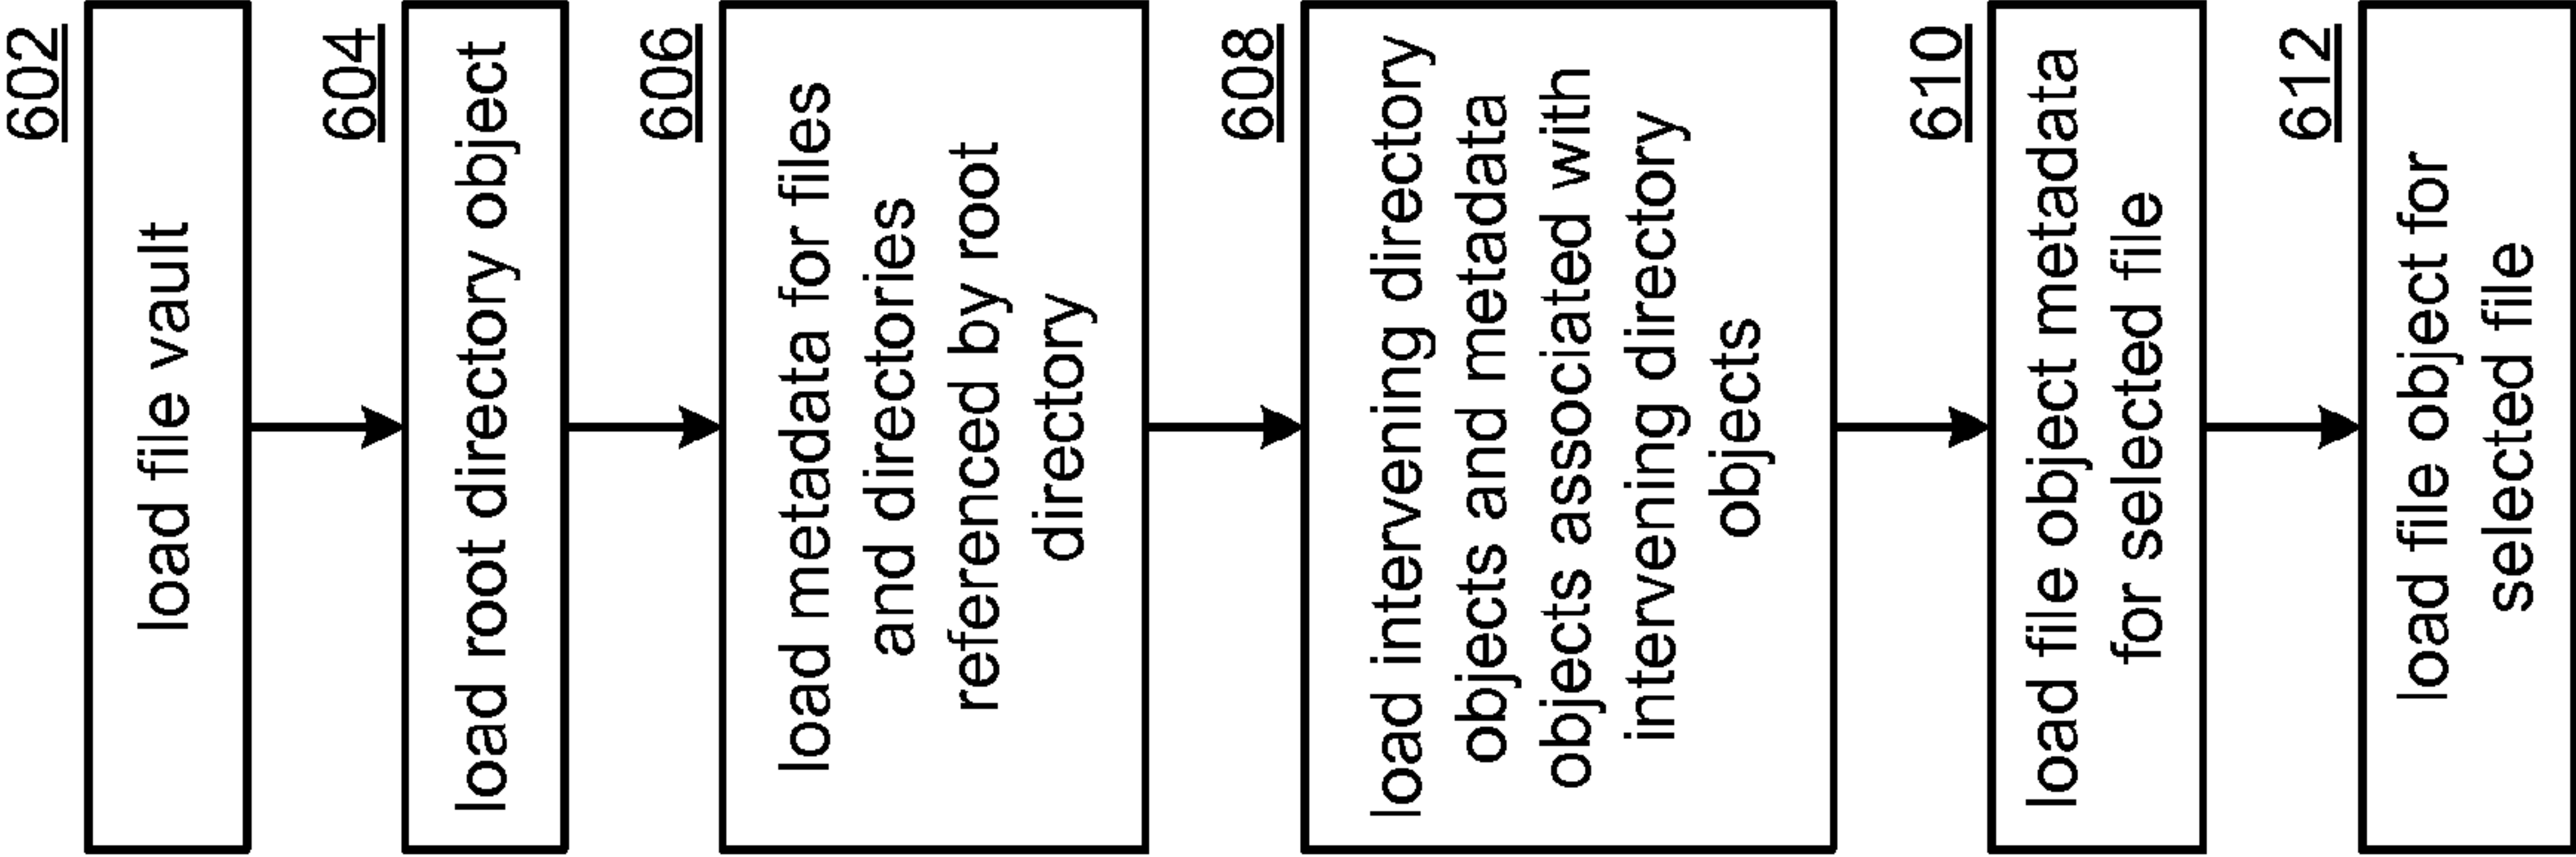 602
load file vault
604
load root directory object
606
load metadata for files
and directories
referenced by root
directory
608
load intervening directory
objects and metadata
objects associated with
intervening directory
objects
610
load file object metadata
for selected file
612
load file object for
selected file